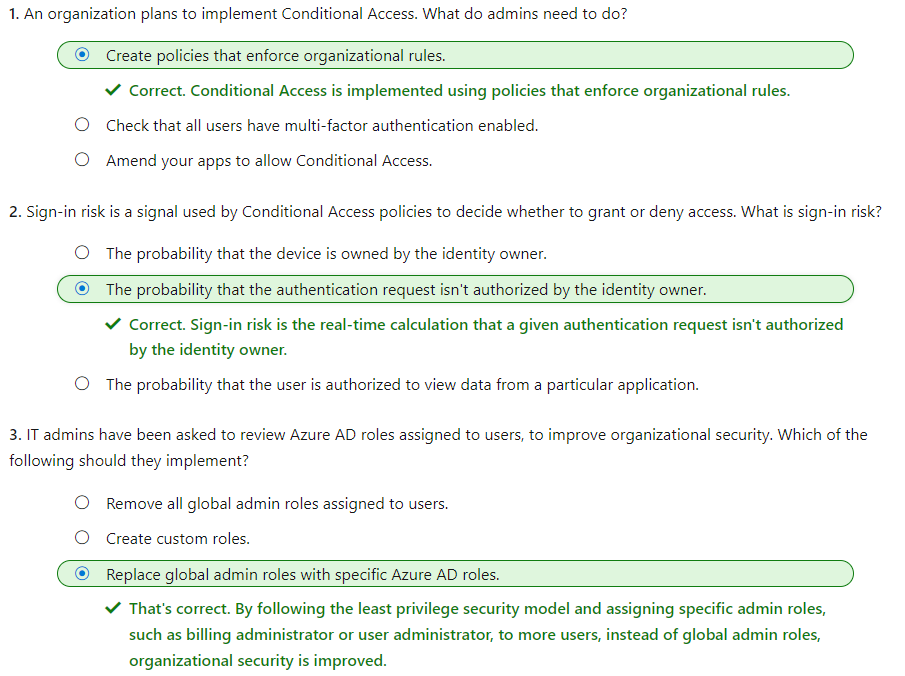 1. An organization plans to implement Conditional Access. What do admins need to do?
Create policies that enforce organizational rules.
Correct. Conditional Access is implemented using policies that enforce organizational rules.
Check that all users have multi-factor authentication enabled.
Amend your apps to allow Conditional Access.
2. Sign-in risk is a signal used by Conditional Access policies to decide whether to grant or deny access. What is sign-in risk?
The probability that the device is owned by the identity owner.
The probability that the authentication request isn't authorized by the identity owner.
Correct. Sign-in risk is the real-time calculation that a given authentication request isn't authorized
by the identity owner.
The probability that the user is authorized to view data from a particular application.
3. IT admins have been asked to review Azure AD roles assigned to users, to improve organizational security. Which of the
following should they implement?
Remove all global admin roles assigned to users.
Create custom roles.
Replace global admin roles with specific Azure AD roles.
That's correct. By following the least privilege security model and assigning specific admin roles,
such as billing administrator or user administrator, to more users, instead of global admin roles,
organizational security is improved.